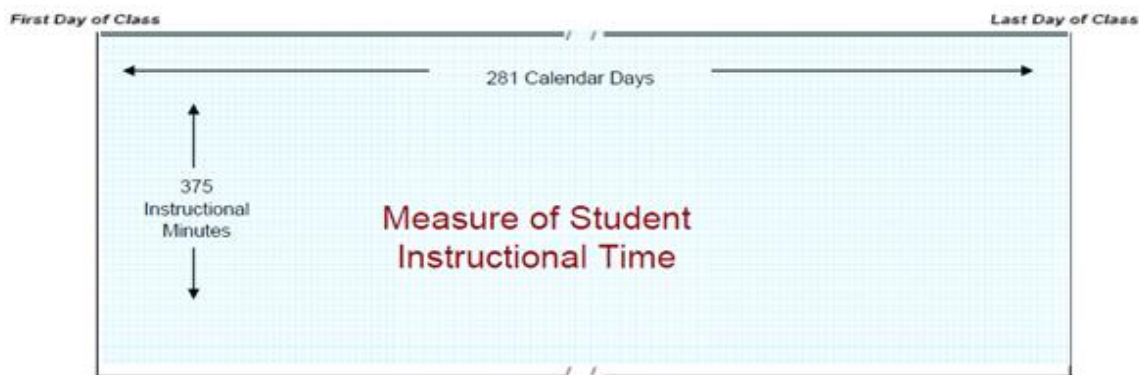 First Day of Class
Last Day of Class
281 Calendar Days
375
Instructional
Minutes
Measure of Student
Instructional Time